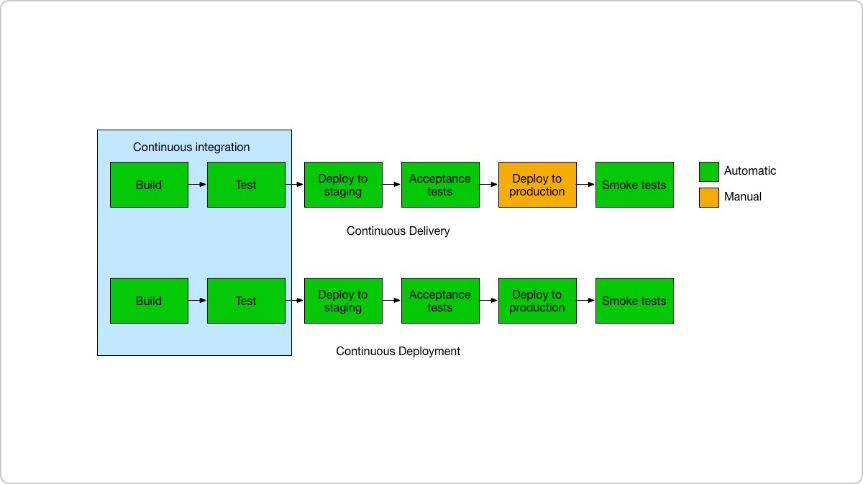 Continuous integration
Build
Test
Deploy to
staging
Acceptance
tests
Deploy to
production
Smoke tests
Automatic
Manual
Continuous Delivery
Build
Test
Deploy to
staging
Acceptance
tests
Deploy to
production
Smoke tests
Continuous Deployment